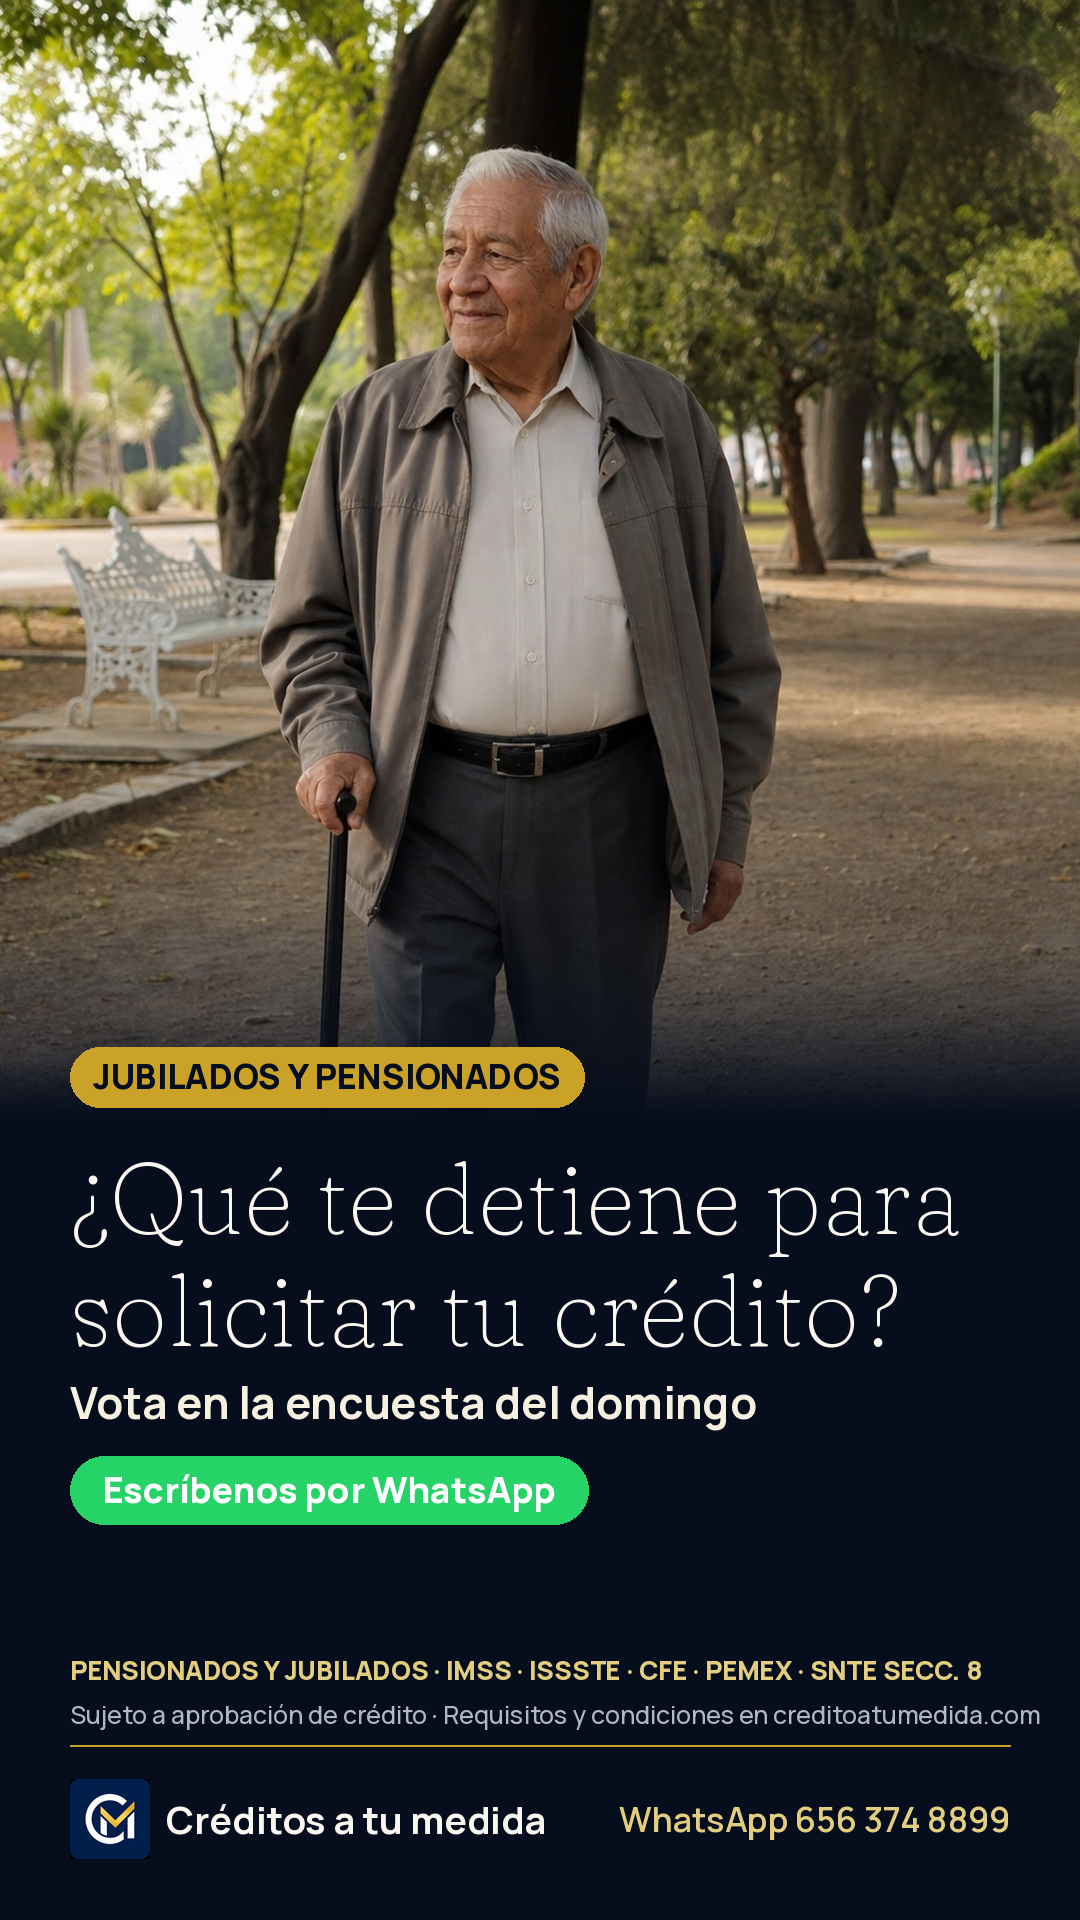 JUBILADOS Y PENSIONADOS
¿Qué te detiene para
solicitar tu crédito?
Vota en la encuesta del domingo
Escríbenos por WhatsApp
PENSIONADOS Y JUBILADOS · IMSS · ISSSTE · CFE · PEMEX · SNTE SECC. 8
Sujeto a aprobación de crédito · Requisitos y condiciones en creditoatumedida.com
Créditos a tu medida
WhatsApp 656 374 8899